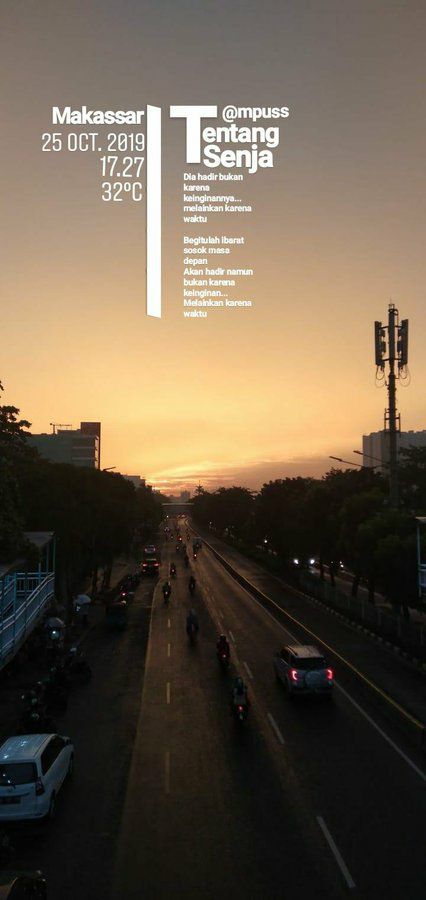 Makassar
25 OCT. 2019
17.27
32°C
@mpuss
Tentang
Senja
Dia hadir bukan
karena
keinginannya...
melainkan karena
waktu
Begitulah ibarat
sosok masa
depan
Akan hadir namun
bukan karena
keinginan...
Melainkan karena
waktu